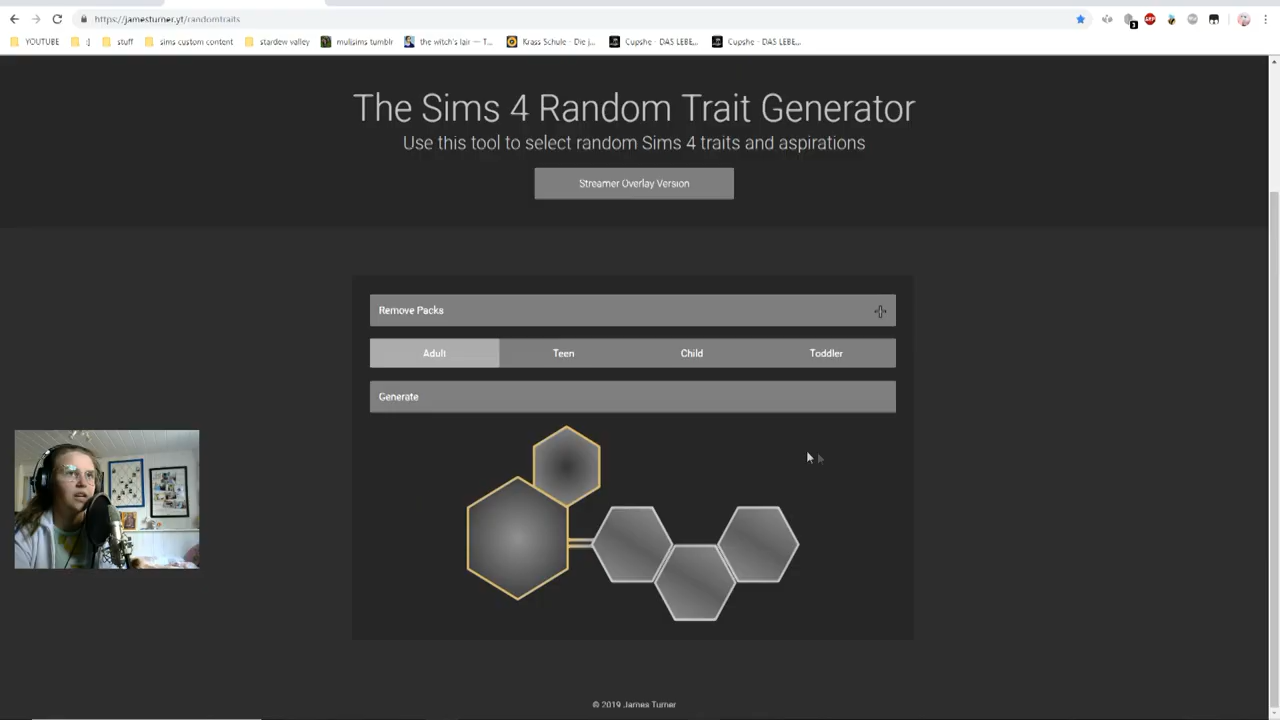 https://jamesturner.yt/randomtraits
3
ABP
YOUTUBE :] stuff sims custom content stardew valley mulisims tumblr the witch's lair — T... Krass Schule - Die j... Cupshe - DAS LEBE... Cupshe - DAS LEBE...
The Sims 4 Random Trait Generator
Use this tool to select random Sims 4 traits and aspirations
Streamer Overlay Version
Remove Packs
Adult Teen Child Toddler
Generate
© 2019 James Turner